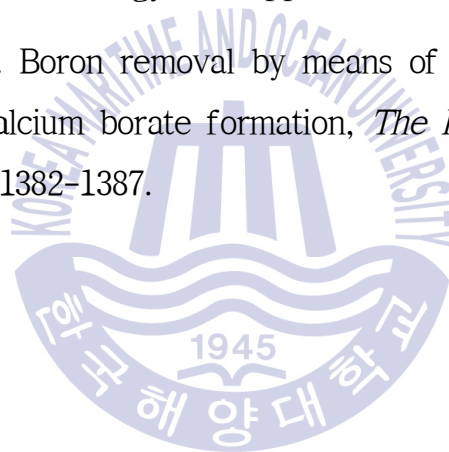 . Boron removal by means of
alcium borate formation, The
1382-1387.
KOREA MARITIME AND OCEAN UNIVERSITY
1945
한국해양대학교